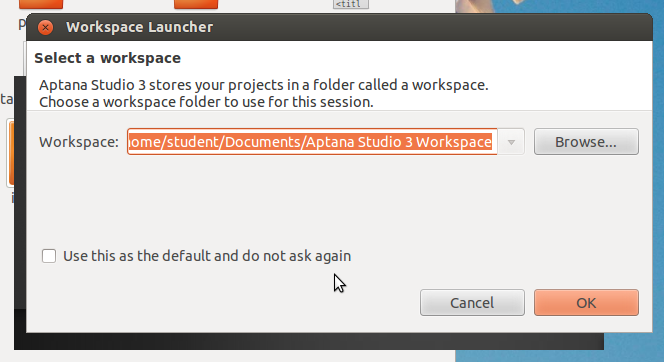 <titl
Workspace Launcher
Select a workspace
Aptana Studio 3 stores your projects in a folder called a workspace.
Choose a workspace folder to use for this session.
Workspace: ome/student/Documents/Aptana Studio 3 Workspace Browse...
Use this as the default and do not ask again
Cancel OK